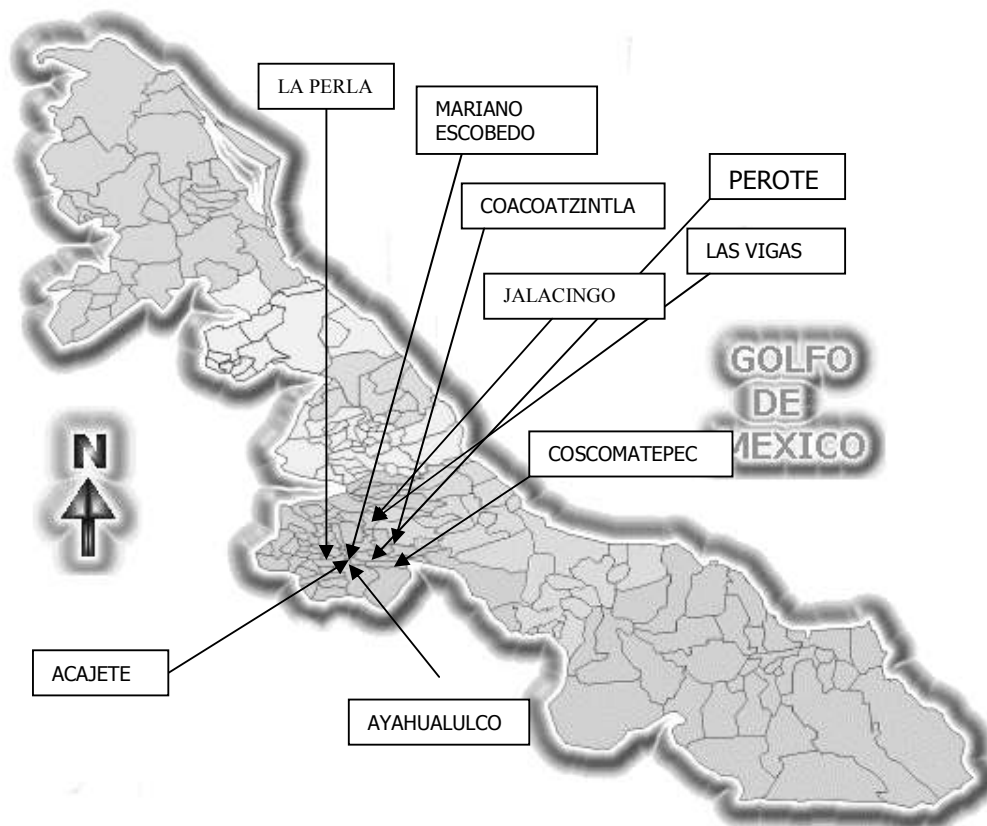 LA PERLA
MARIANO
ESCOBEDO
PEROTE
COACOATZINTLA
LAS VIGAS
JALACINGO
GOLFO
DE
MEXICO
N
COSCOMATEPEC
ACAJETE
AYAHUALULCO